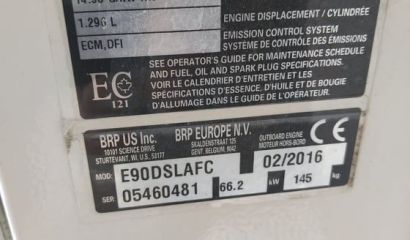 ENGINE DISPLACEMENT / CYLINDRÉE
1.296 L
EMISSION CONTROL SYSTEM
ECM,DFI
SYSTÈME DE CONTRÔLE DES ÉMISSIONS
SEE OPERATOR'S GUIDE FOR MAINTENANCE SCHEDULE
AND FUEL, OIL AND SPARK PLUG SPECIFICATIONS
VOIR LE CALENDRIER D'ENTRETIEN ET LES
SPÉCIFICATIONS D'ESSENCE, D'HUILE ET DE BOUGIE
D'ALLUMAGE DANS LE GUIDE DE L'OPÉRATEUR.
EC
121
BRP US Inc.
10101 SCIENCE DRIVE
STURTEVANT, WI, U.S. 53177
BRP EUROPE N.V.
SKALDENSTRAAT 125
GENT, BELGIUM, 9042
OUTBOARD ENGINE
MOTEUR HORS-BORD
CE
MOD: E90DSLAFC 02/2016
SER: 05460481 66.2 kW 145 kg